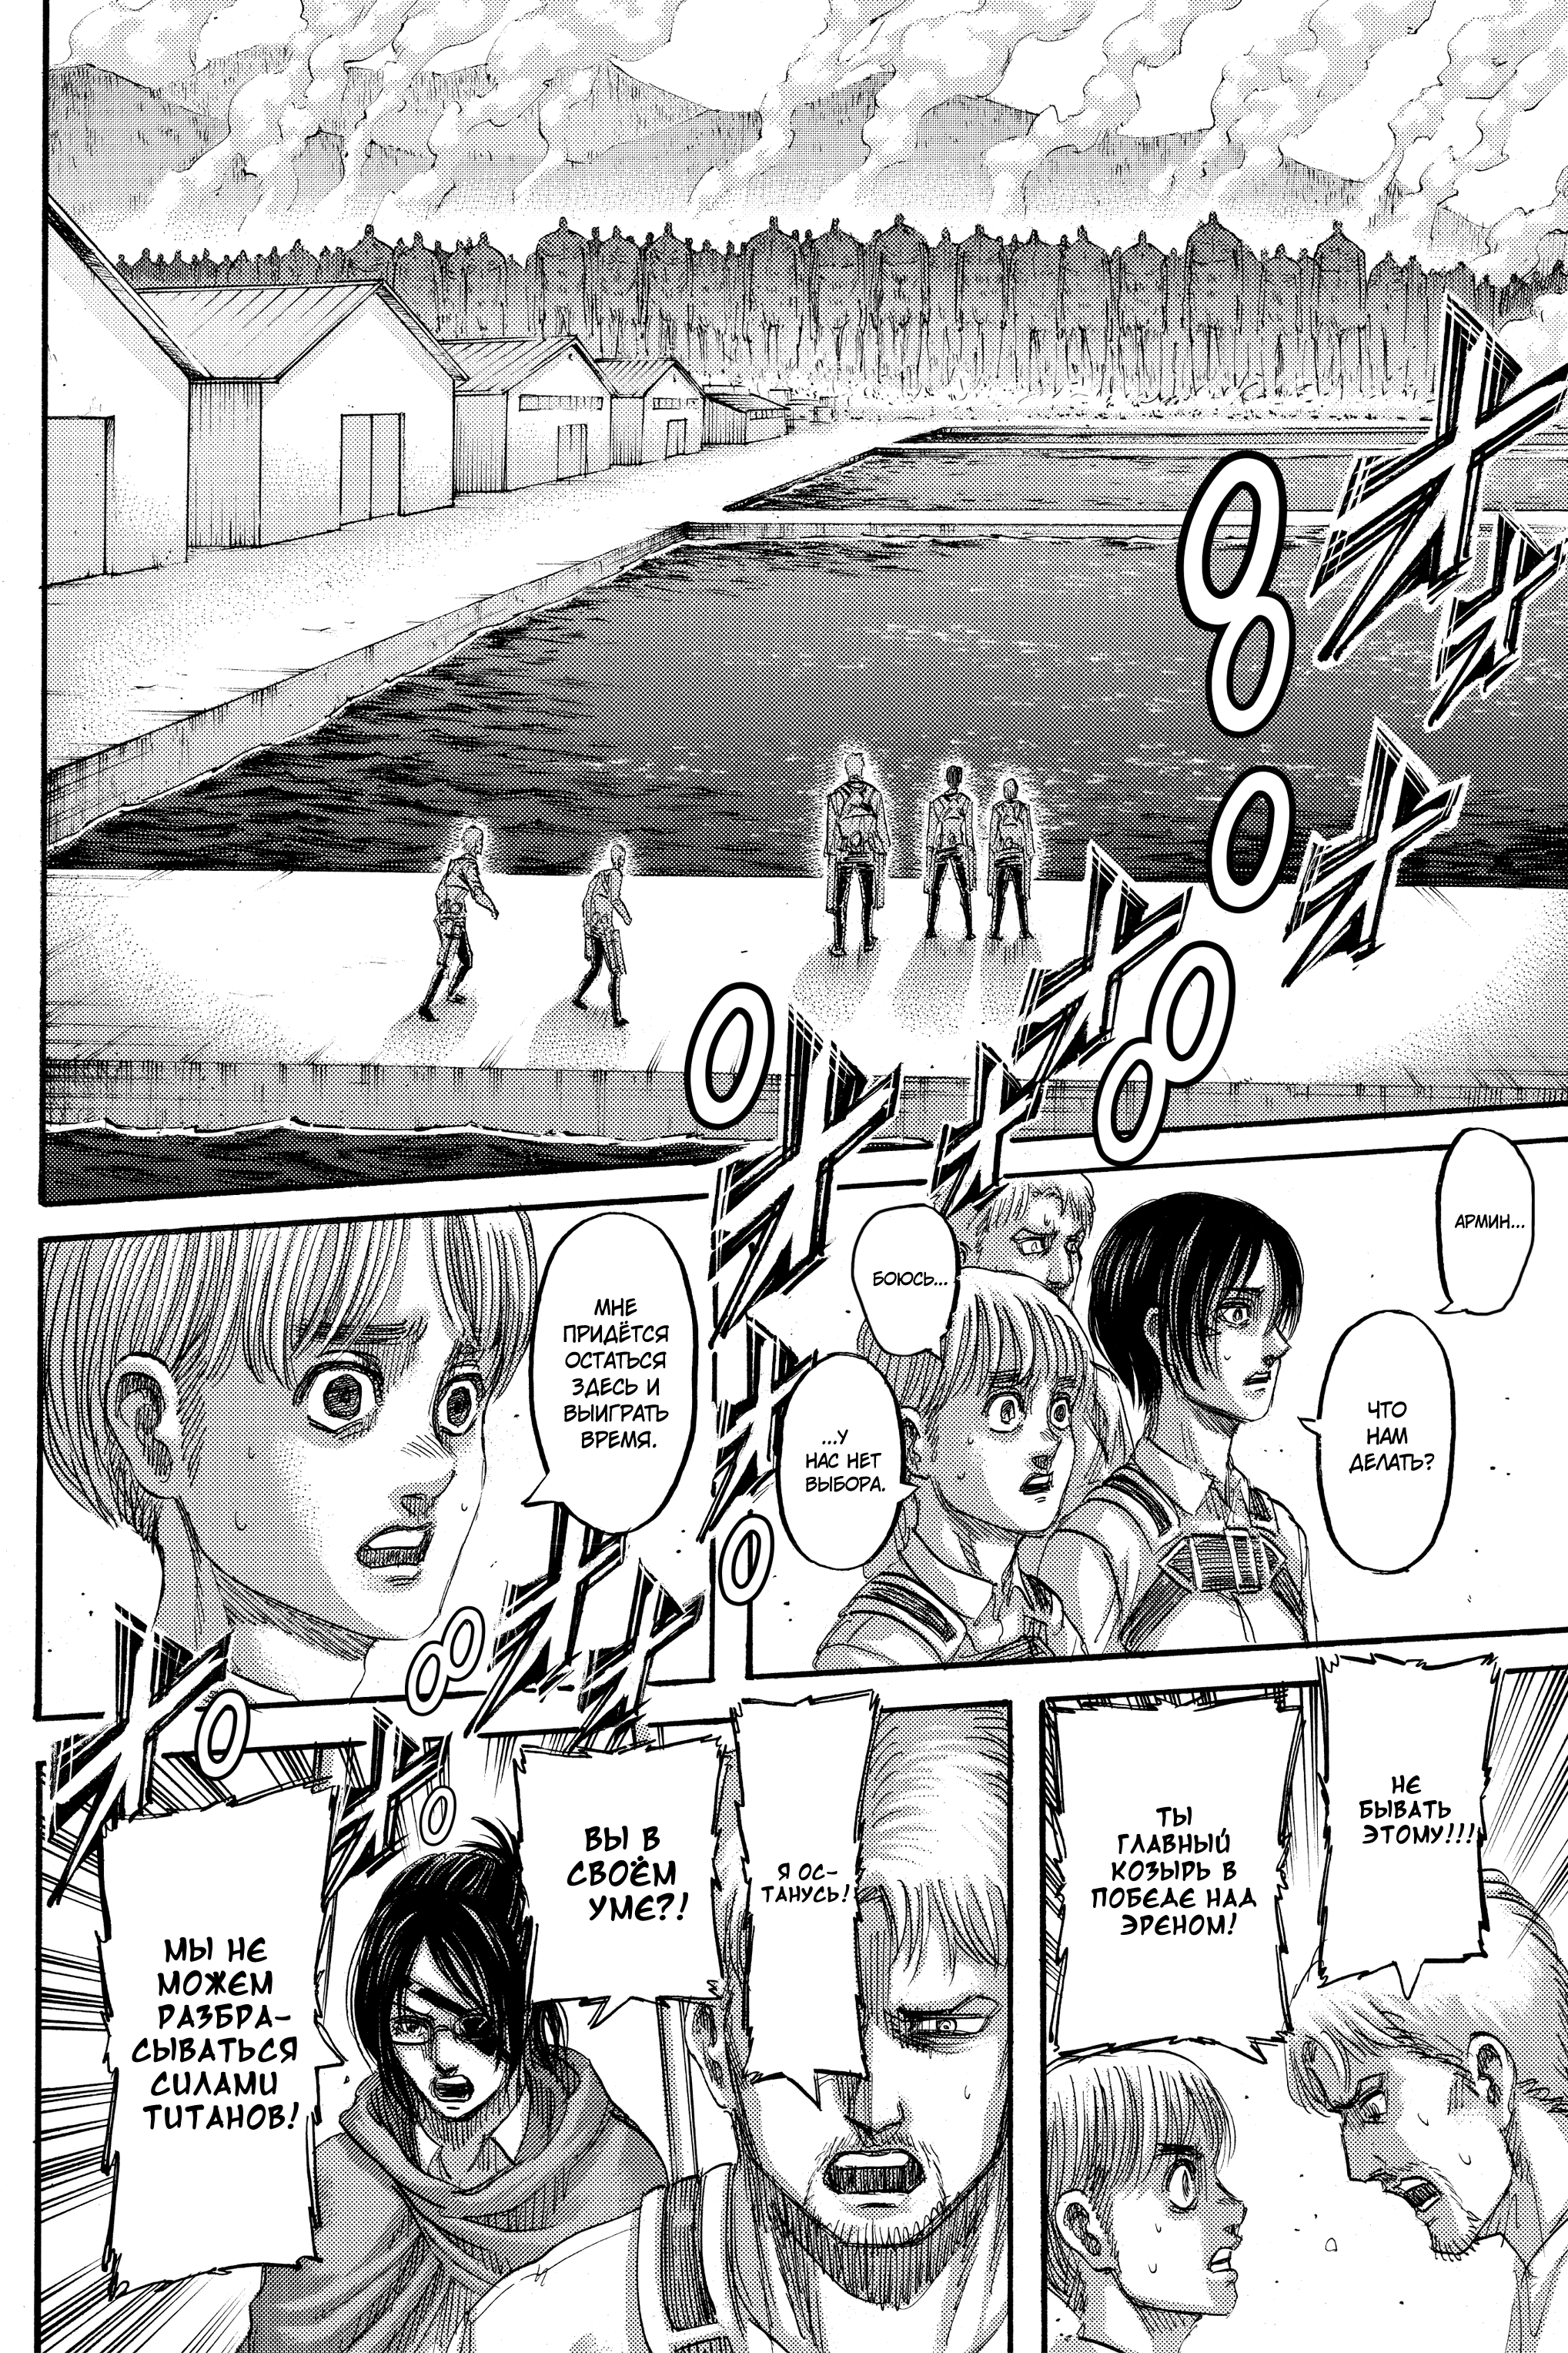 АРМИН...
ЧТО
НАМ
ДЕЛАТЬ?
БОЮСЬ...
...У
НАС НЕТ
ВЫБОРА.
МНЕ
ПРИДЁТСЯ
ОСТАТЬСЯ
ЗДЕСЬ И
ВЫИГРАТЬ
ВРЕМЯ.
НЕ
БЫВАТЬ
ЭТОМУ!!!
ТЫ
ГЛАВНЫЙ
КОЗЫРЬ В
ПОБЕДЕ НАД
ЭРЕНОМ!
Я ОС-
ТАНУСЬ!
ВЫ В
СВОЁМ
УМЕ?!
МЫ НЕ
МОЖЕМ
РАЗБРА-
СЫВАТЬСЯ
СИЛАМИ
ТИТАНОВ!